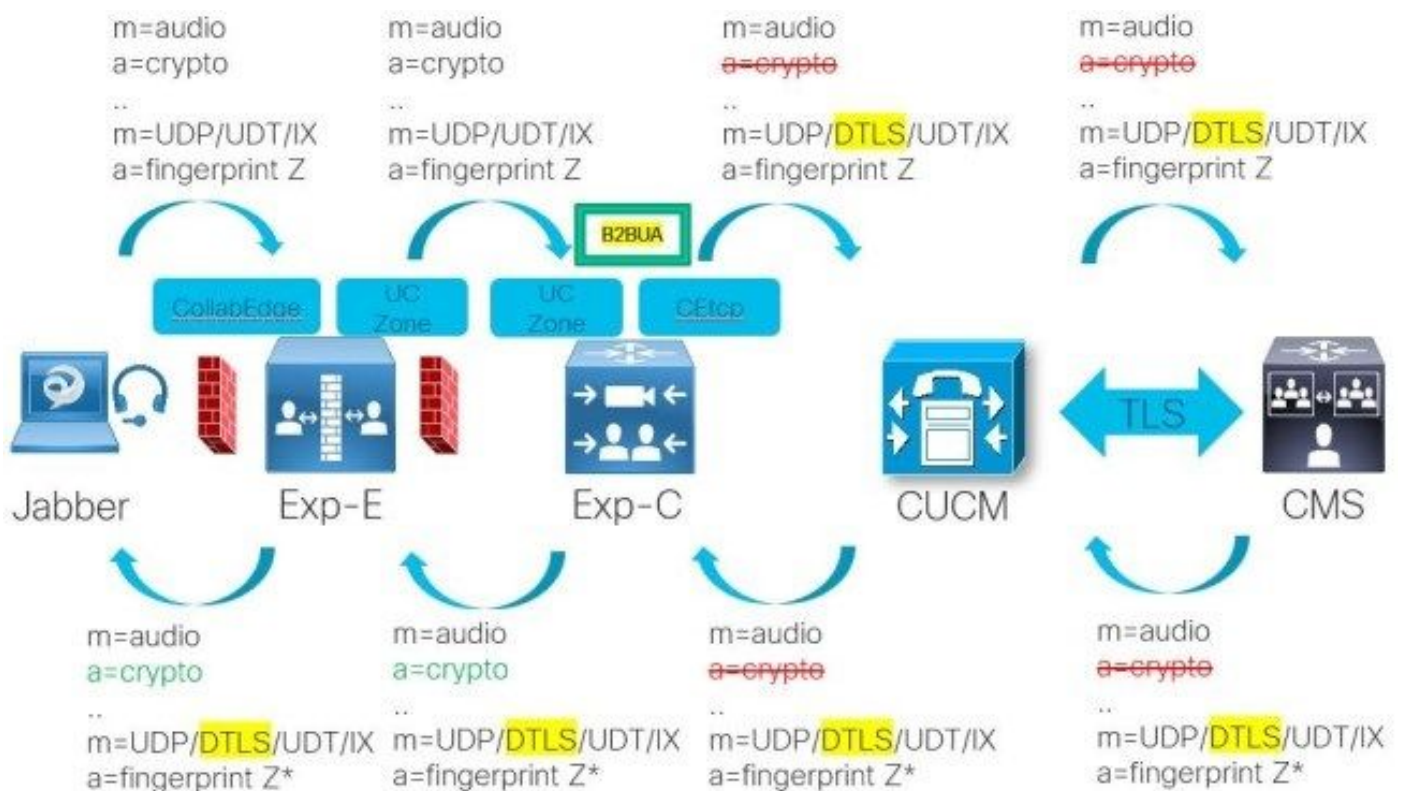 m=audio
a=crypto
..
m=UDP/UDT/IX
a=fingerprint Z
m=audio
a=crypto
..
m=UDP/UDT/IX
a=fingerprint Z
m=audio
a=crypto
..
m=UDP/DTLS/UDT/IX
a=fingerprint Z
m=audio
a=crypto
..
m=UDP/DTLS/UDT/IX
a=fingerprint Z
B2BUA
CollabEdge
UC
Zone
UC
Zone
CEtcp
TLS
Jabber
Exp-E
Exp-C
CUCM
CMS
m=audio
a=crypto
..
m=UDP/DTLS/UDT/IX
a=fingerprint Z*
m=audio
a=crypto
..
m=UDP/DTLS/UDT/IX
a=fingerprint Z*
m=audio
a=crypto
..
m=UDP/DTLS/UDT/IX
a=fingerprint Z*
m=audio
a=crypto
..
m=UDP/DTLS/UDT/IX
a=fingerprint Z*